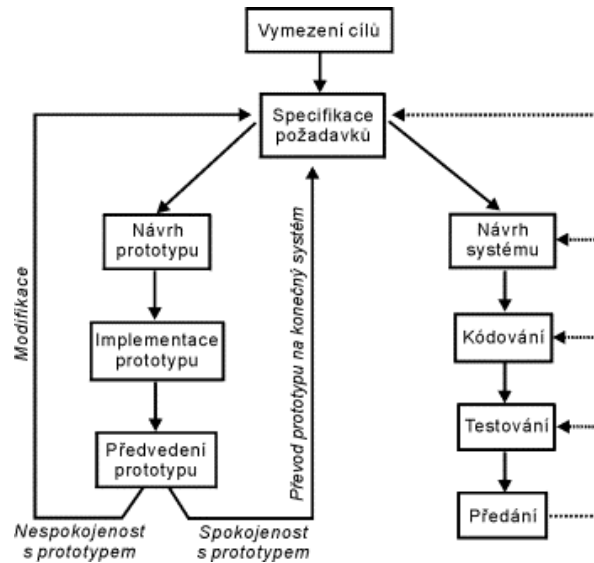 Vymezení cílů
Specifikace
požadavků
Návrh
prototypu
Návrh
systému
Modifikace
Převod prototypu na konečný systém
Implementace
prototypu
Kódování
Předvedení
prototypu
Testování
Předání
Nespokojenost
s prototypem
Spokojenost
s prototypem